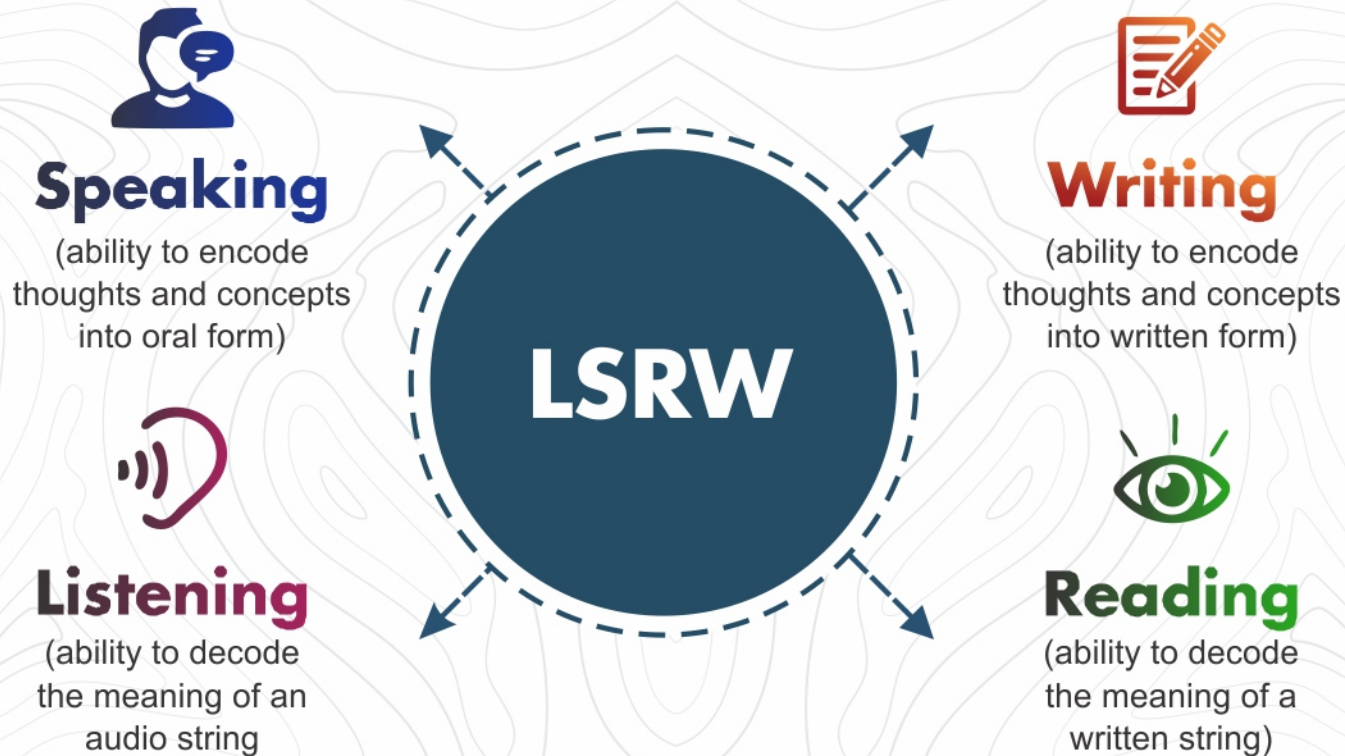 Speaking
(ability to encode
thoughts and concepts
into oral form)
Writing
(ability to encode
thoughts and concepts
into written form)
LSRW
Listening
(ability to decode
the meaning of an
audio string
Reading
(ability to decode
the meaning of a
written string)